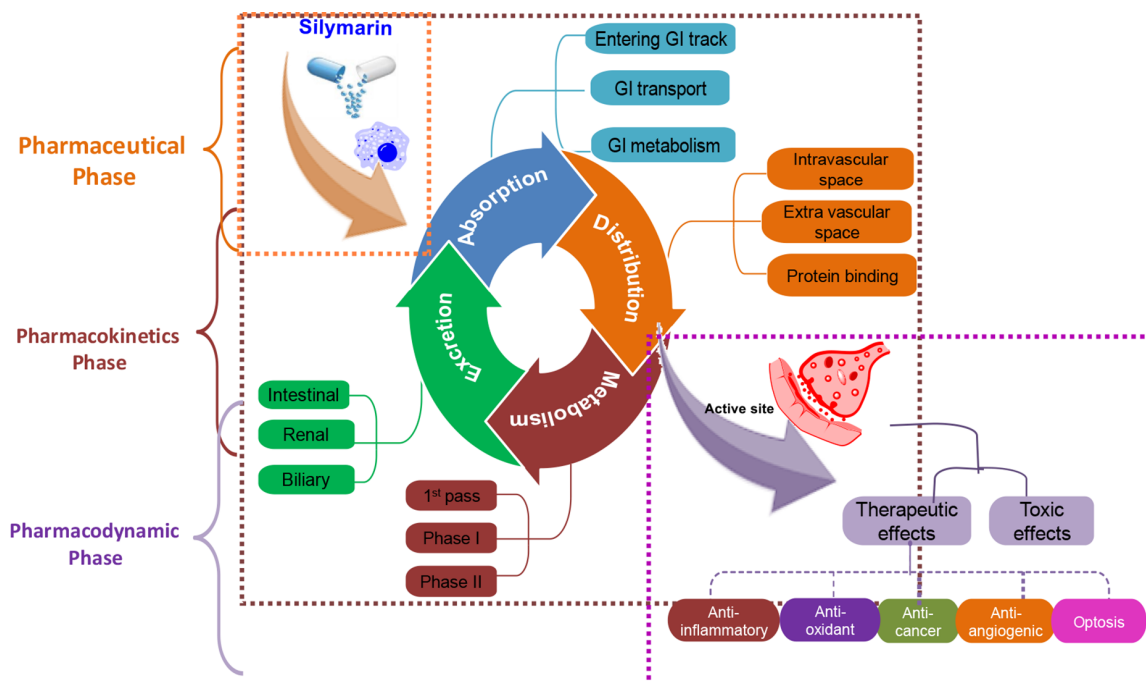 Silymarin
Entering GI track
GI transport
GI metabolism
Pharmaceutical
Phase
Intravascular
space
Extra vascular
space
Protein binding
Absorption
Distribution
Metabolism
Excretion
Pharmacokinetics
Phase
Intestinal
Renal
Biliary
1st pass
Phase I
Phase II
Active site
Pharmacodynamic
Phase
Therapeutic
effects
Toxic
effects
Anti-
inflammatory
Anti-
oxidant
Anti-
cancer
Anti-
angiogenic
Optosis